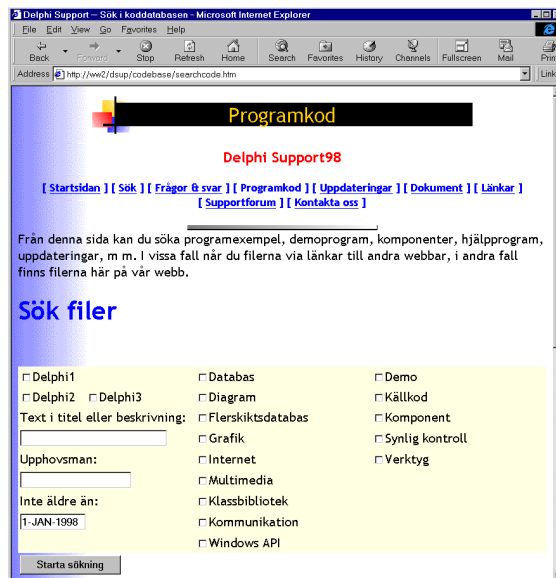 Delphi Support -- Sök i koddatabasen - Microsoft Internet Explorer
File Edit View Go Favorites Help
Back Forward Stop Refresh Home Search Favorites History Channels Fullscreen Mail Prin
Address http://ww2/dsup/codebase/searchcode.htm Link
Programkod
Delphi Support98
[ Startsidan ] [ Sök ] [ Frågor & svar ] [ Programkod ] [ Uppdateringar ] [ Dokument ] [ Länkar ]
[ Supportforum ] [ Kontakta oss ]
Från denna sida kan du söka programexempel, demoprogram, komponenter, hjälpprogram,
uppdateringar, m m. I vissa fall når du filerna via länkar till andra webbar, i andra fall
finns filerna här på vår webb.
Sök filer
Delphi1 Databas Demo
Delphi2 Delphi3 Diagram Källkod
Text i titel eller beskrivning: Flerskiktsdatabas Komponent
Grafik Synlig kontroll
Upphovsman: Internet Verktyg
Multimedia
Inte äldre än: Klassbibliotek
1-JAN-1998 Kommunikation
Windows API
Starta sökning